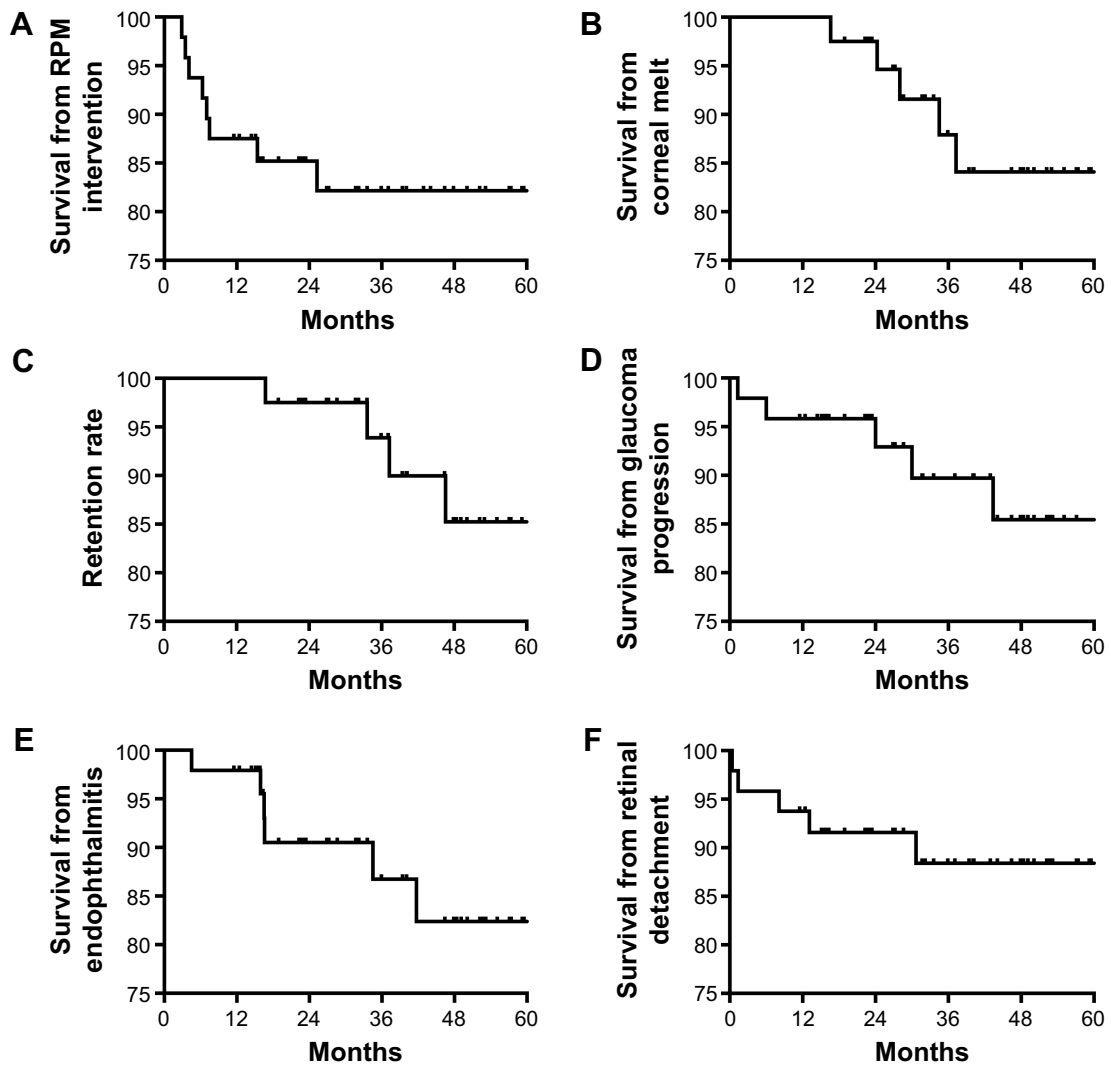 A
Survival from RPM
intervention
100
95
90
85
80
75
0 12 24 36 48 60
Months
B
Survival from
corneal melt
100
95
90
85
80
75
0 12 24 36 48 60
Months
C
Retention rate
100
95
90
85
80
75
0 12 24 36 48 60
Months
D
Survival from glaucoma
progression
100
95
90
85
80
75
0 12 24 36 48 60
Months
E
Survival from
endophthalmitis
100
95
90
85
80
75
0 12 24 36 48 60
Months
F
Survival from retinal
detachment
100
95
90
85
80
75
0 12 24 36 48 60
Months